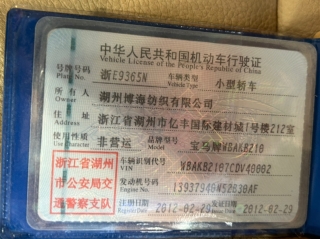 中华人民共和国机动车行驶证
Vehicle License of the People's Republic of China
号牌号码 浙E9365N 车辆类型 小型轿车
Plate No. Vehicle Type
所有人 湖州博海纺织有限公司
Owner
住址 浙江省湖州市亿丰国际建材城1号楼212室
Address
使用性质 非营运 品牌型号 宝马牌WBAKB210
Use Character Model
浙江省湖州市公安局交通警察支队
车辆识别代号
VIN
发动机号码
Engine No.
注册日期 2012-02-29 发证日期 2012-02-29
Register Date Issue Date